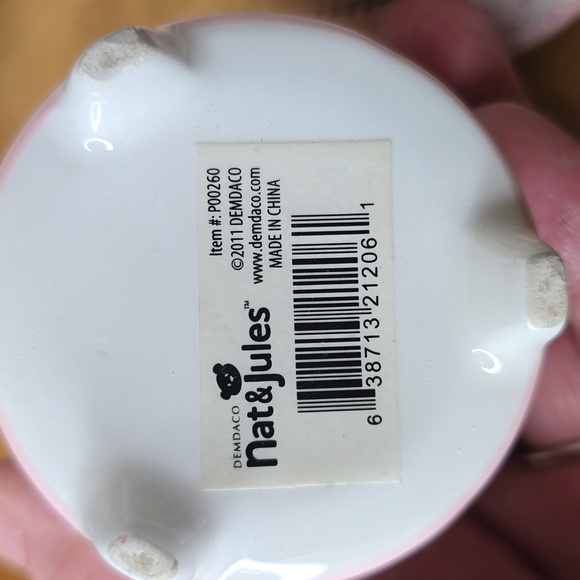 DEMDACO
nat&Jules™
Item #: P00260
©2011 DEMDACO
www.demdaco.com
MADE IN CHINA
6 38713 21206 1